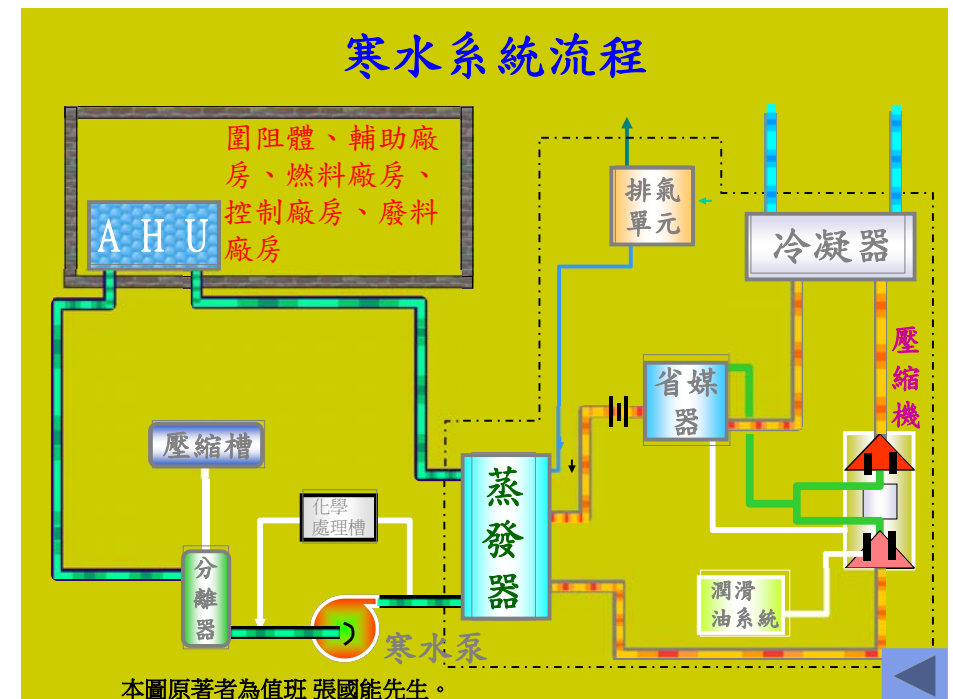 寒水系統流程
圍阻體、輔助廠
房、燃料廠房、
控制廠房、廢料
廠房
AHU
排氣
單元
冷凝器
壓縮機
省媒
器
壓縮槽
化學
處理槽
蒸發器
分離器
潤滑
油系統
寒水泵
本圖原著者為值班 張國能先生。